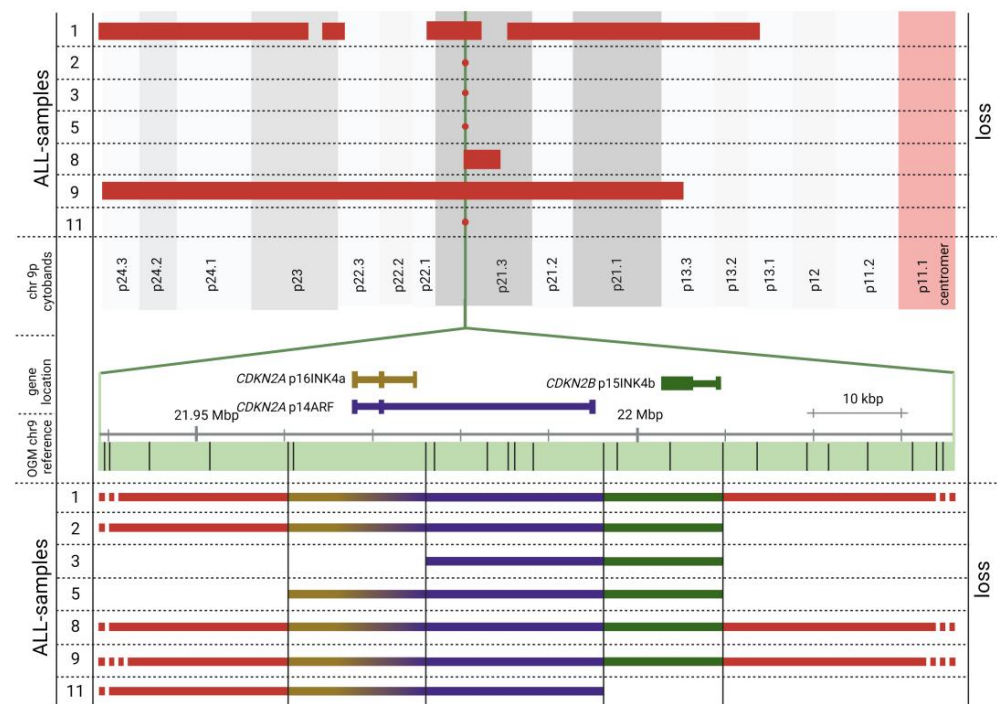 ALL-samples
1
2
3
5
8
9
11
loss
chr 9p
cytobands
p24.3
p24.2
p24.1
p23
p22.3
p22.2
p22.1
p21.3
p21.2
p21.1
p13.3
p13.2
p13.1
p12
p11.2
p11.1
centromer
gene
location
CDKN2A p16INK4a
CDKN2B p15INK4b
CDKN2A p14ARF
10 kbp
OGM chr9
reference
21.95 Mbp
22 Mbp
ALL-samples
1
2
3
5
8
9
11
loss